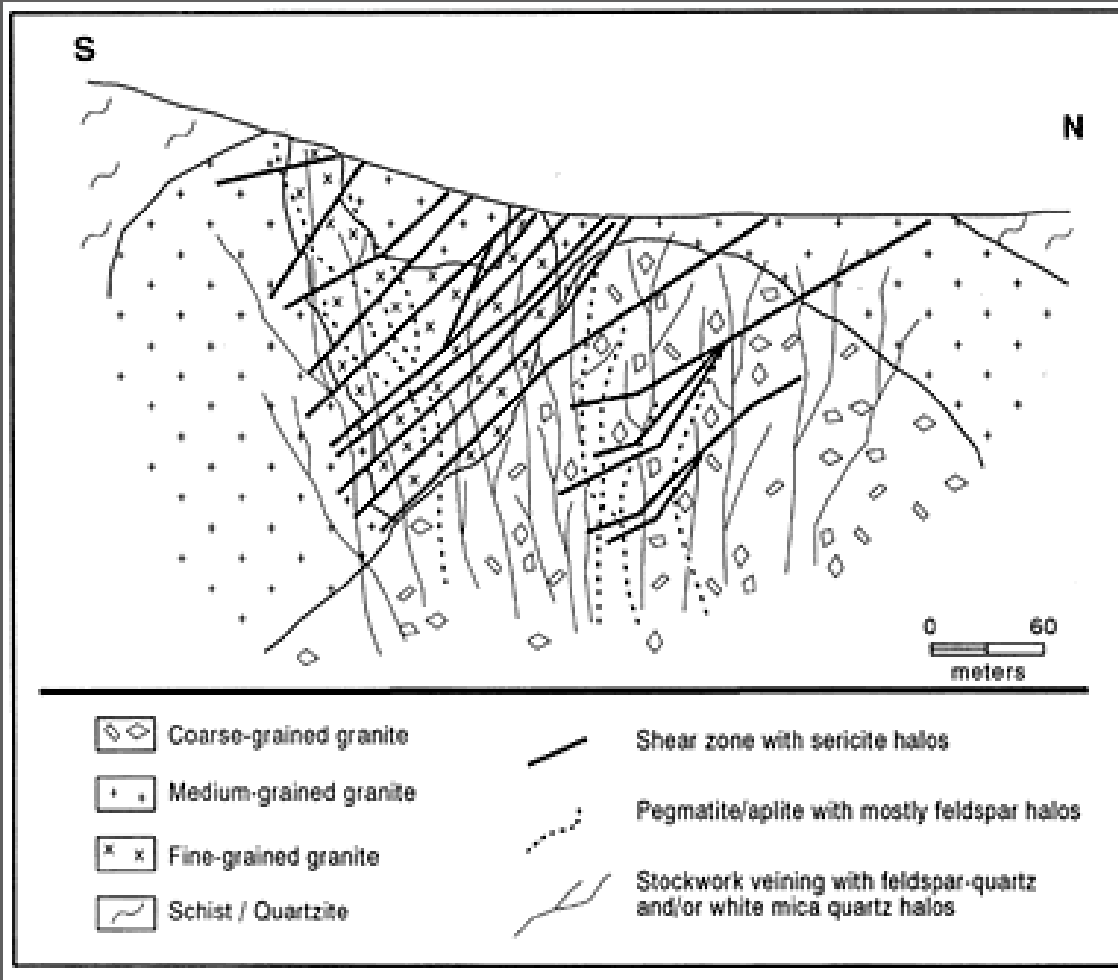 S
N
0 60
meters
Coarse-grained granite
Medium-grained granite
Fine-grained granite
Schist / Quartzite
Shear zone with sericite halos
Pegmatite/aplite with mostly feldspar halos
Stockwork veining with feldspar-quartz
and/or white mica quartz halos